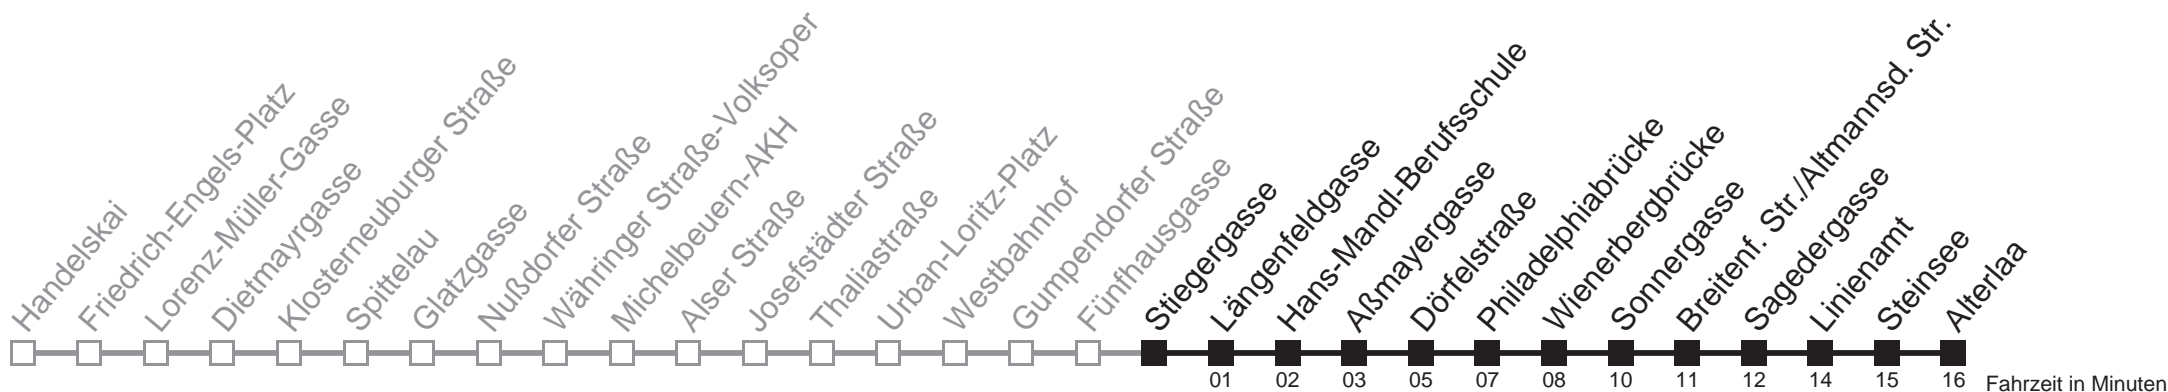 Handelskai
Friedrich-Engels-Platz
Lorenz-Müller-Gasse
Dietmayrgasse
Klosterneuburger Straße
Spittelau
Glatzgasse
Nußdorfer Straße
Währinger Straße-Volksoper
Michelbeuern-AKH
Alser Straße
Josefstädter Straße
Thaliastraße
Urban-Loritz-Platz
Westbahnhof
Gumpendorfer Straße
Fünfhausgasse
Stiegergasse
Längenfeldgasse
Hans-Mandl-Berufsschule
Aßmayergasse
Dörfelstraße
Philadelphiabrücke
Wienerbergbrücke
Sonnergasse
Breitenf. Str./Altmannsd. Str.
Sagedergasse
Linienamt
Steinsee
Alterlaa
01 02 03 05 07 08 10 11 12 14 15 16 Fahrzeit in Minuten